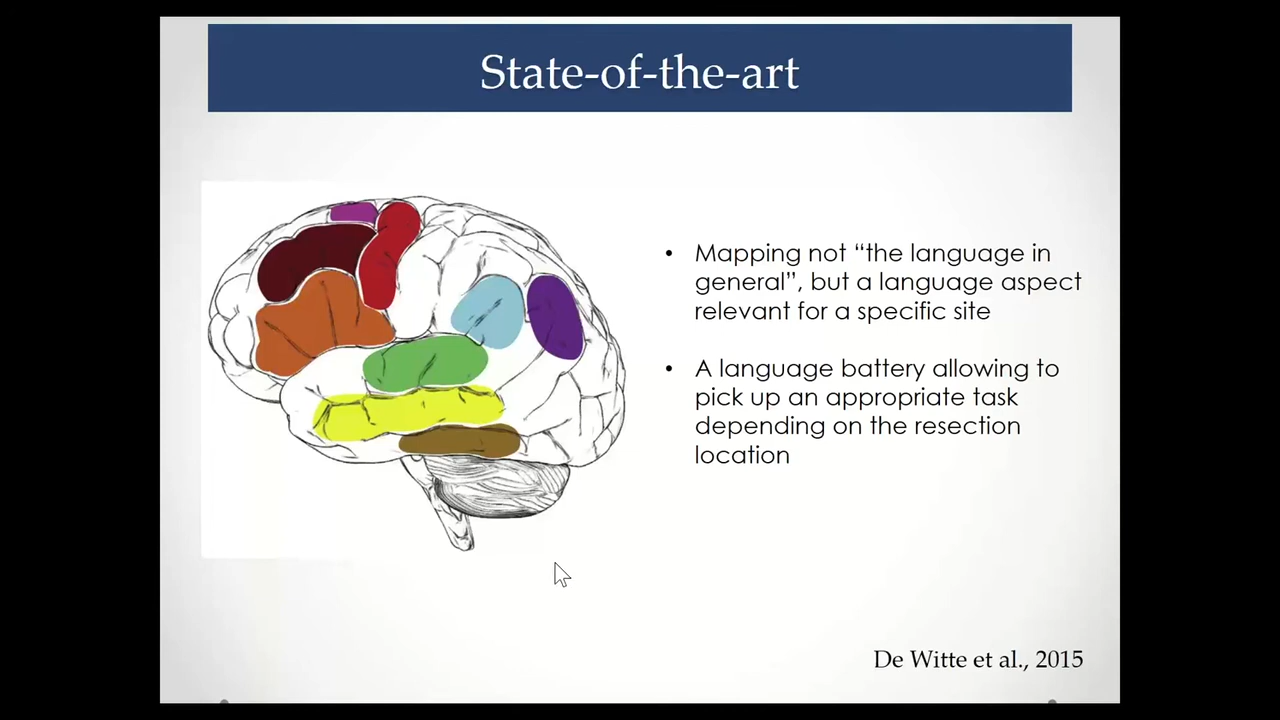 State-of-the-art
• Mapping not “the language in
general”, but a language aspect
relevant for a specific site
• A language battery allowing to
pick up an appropriate task
depending on the resection
location
De Witte et al., 2015